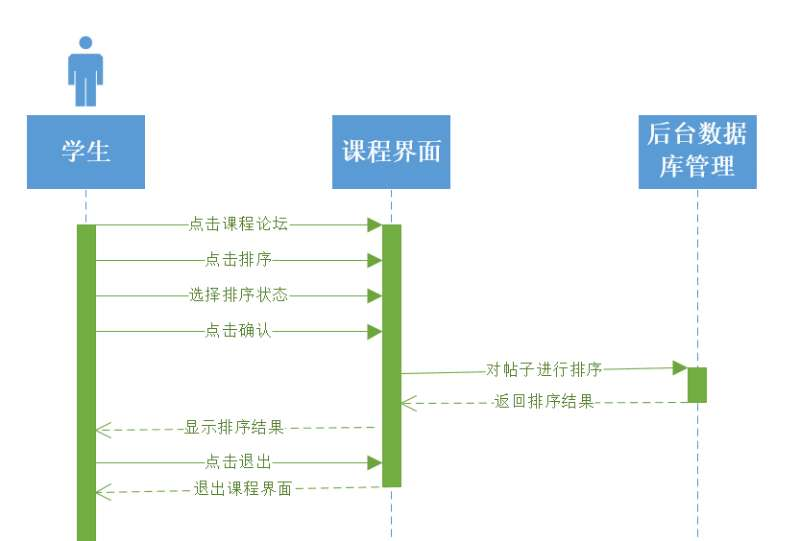 学生
课程界面
后台数据
库管理
点击课程论坛
点击排序
选择排序状态
点击确认
对帖子进行排序
返回排序结果
显示排序结果
点击退出
退出课程界面